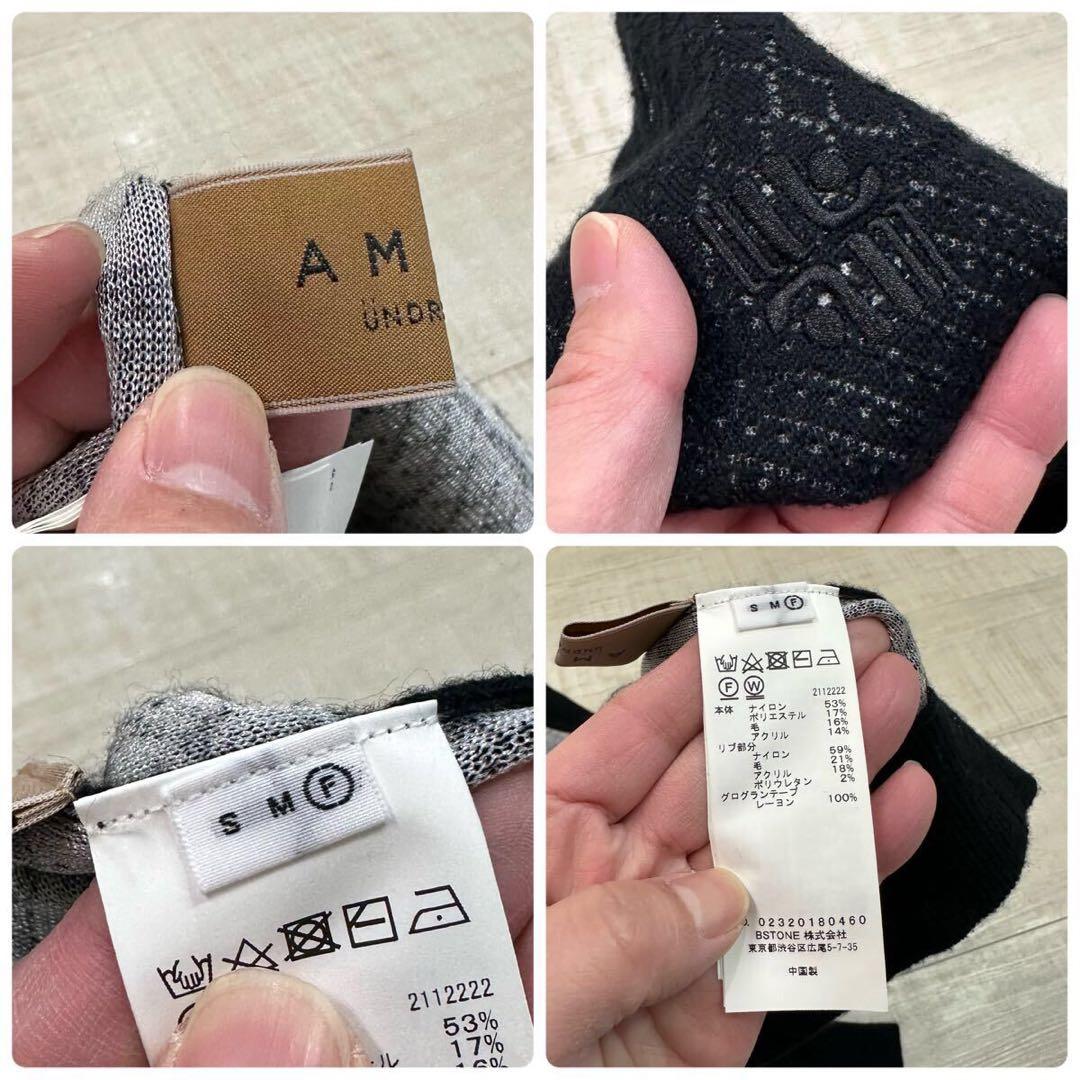 A M
UNDR
S M F
2112222
53%
17%
16%
S M F
F W
2112222
本体 ナイロン 53%
ポリエステル 17%
毛 16%
アクリル 14%
リブ部分
ナイロン 59%
毛 21%
アクリル 18%
ポリウレタン 2%
グログランテープ
レーヨン 100%
02320180460
BSTONE 株式会社
東京都渋谷区広尾5-7-35
中国製